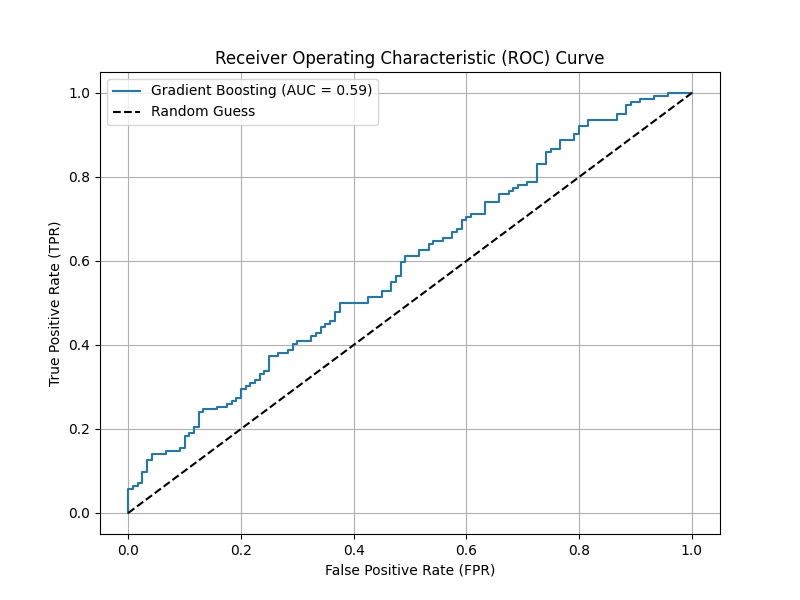 Receiver Operating Characteristic (ROC) Curve
Gradient Boosting (AUC = 0.59)
Random Guess
True Positive Rate (TPR)
1.0
0.8
0.6
0.4
0.2
0.0
0.0 0.2 0.4 0.6 0.8 1.0
False Positive Rate (FPR)